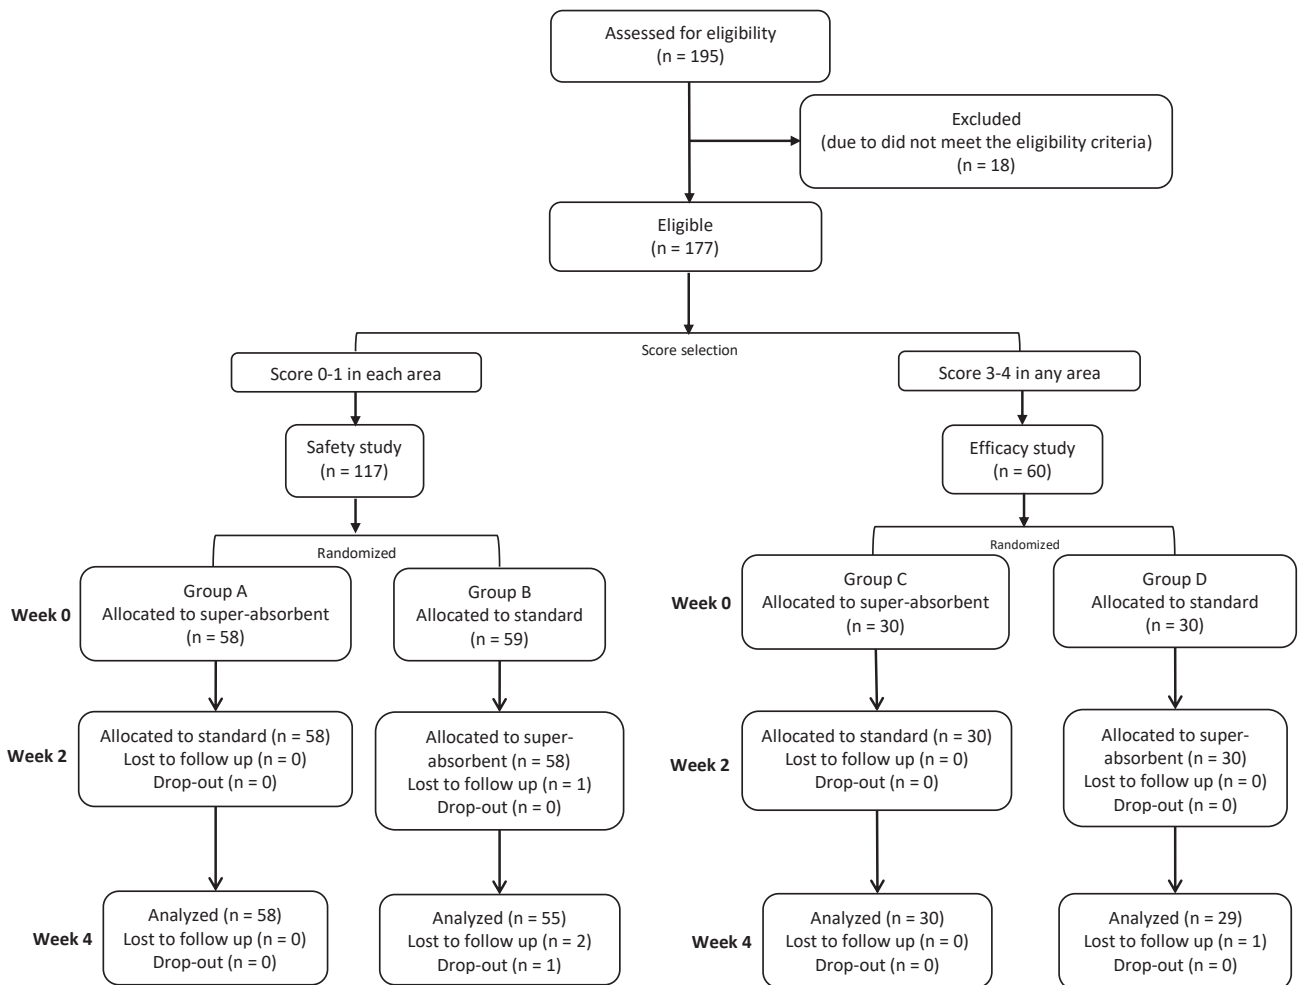 Assessed for eligibility
(n = 195)
Excluded
(due to did not meet the eligibility criteria)
(n = 18)
Eligible
(n = 177)
Score selection
Score 0-1 in each area
Score 3-4 in any area
Safety study
(n = 117)
Efficacy study
(n = 60)
Randomized
Randomized
Week 0
Group A
Allocated to super-absorbent
(n = 58)
Group B
Allocated to standard
(n = 59)
Week 0
Group C
Allocated to super-absorbent
(n = 30)
Group D
Allocated to standard
(n = 30)
Week 2
Allocated to standard (n = 58)
Lost to follow up (n = 0)
Drop-out (n = 0)
Allocated to super-
absorbent (n = 58)
Lost to follow up (n = 1)
Drop-out (n = 0)
Week 2
Allocated to standard (n = 30)
Lost to follow up (n = 0)
Drop-out (n = 0)
Allocated to super-
absorbent (n = 30)
Lost to follow up (n = 0)
Drop-out (n = 0)
Week 4
Analyzed (n = 58)
Lost to follow up (n = 0)
Drop-out (n = 0)
Analyzed (n = 55)
Lost to follow up (n = 2)
Drop-out (n = 1)
Week 4
Analyzed (n = 30)
Lost to follow up (n = 0)
Drop-out (n = 0)
Analyzed (n = 29)
Lost to follow up (n = 1)
Drop-out (n = 0)